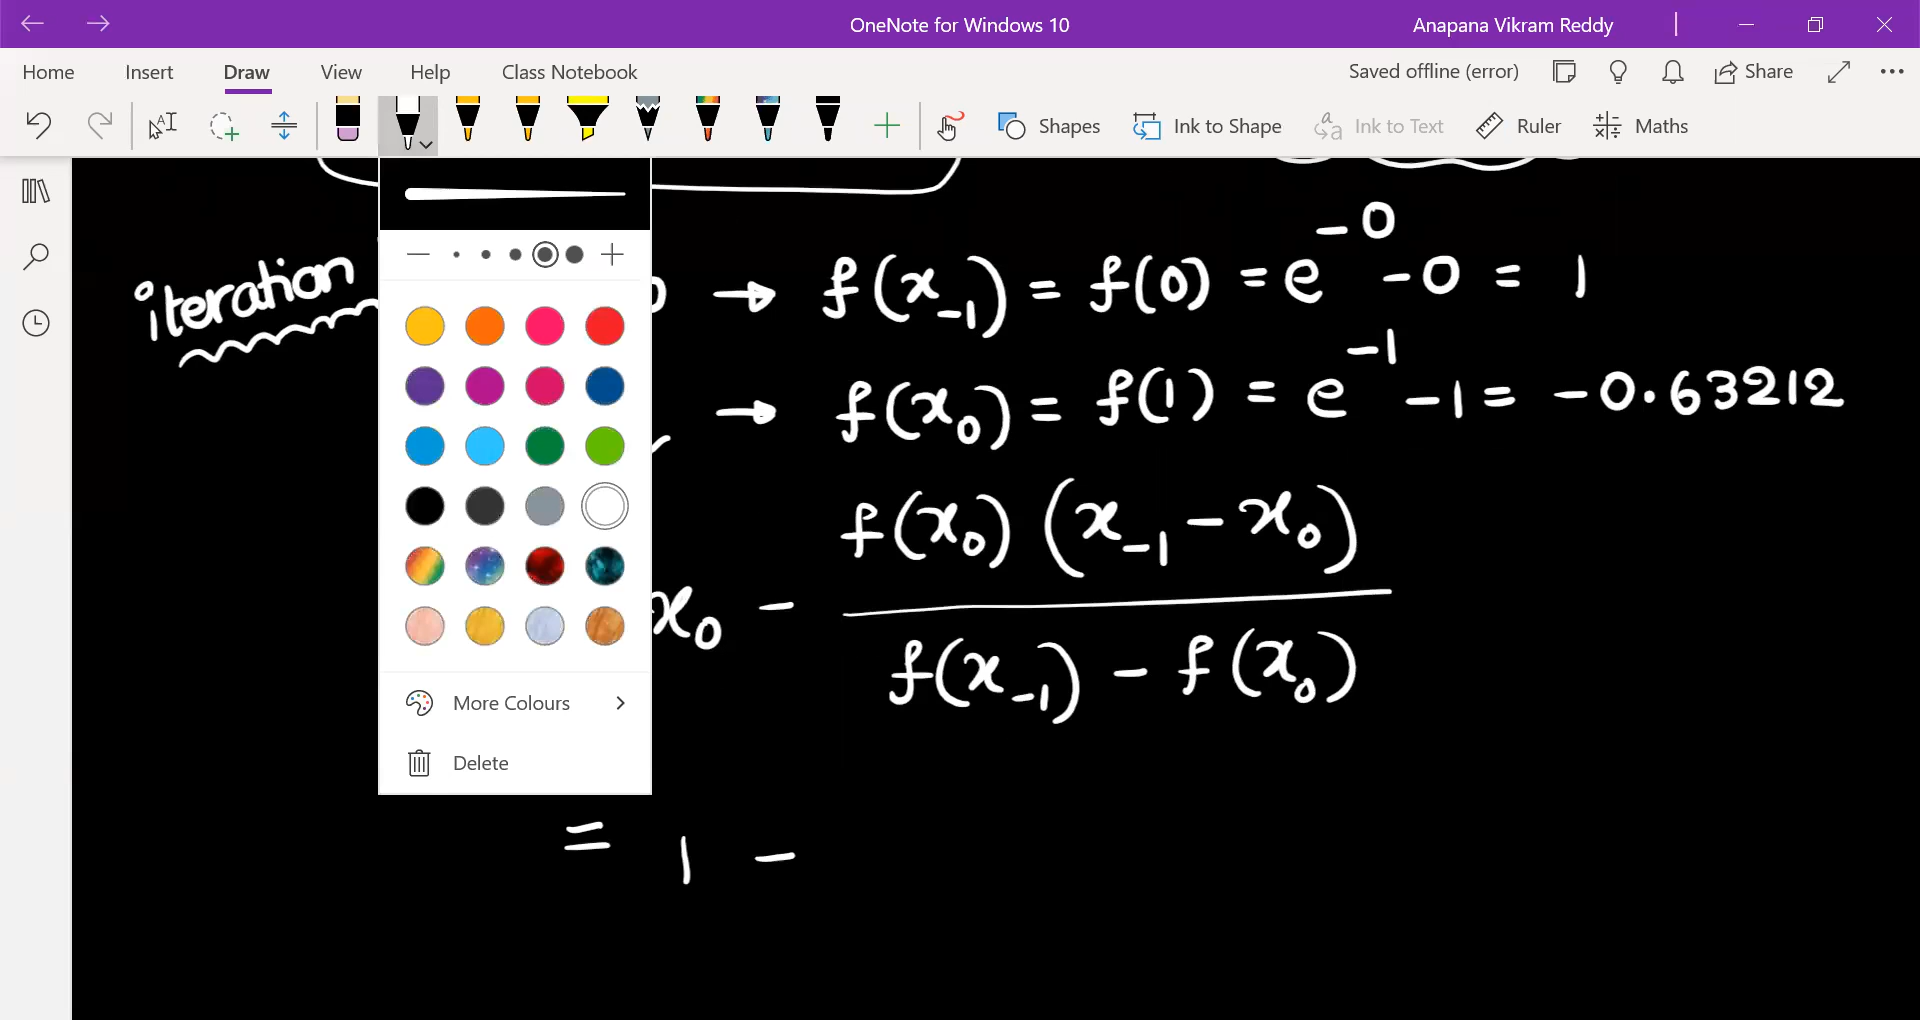 OneNote for Windows 10 Anapana Vikram Reddy
Home Insert Draw View Help Class Notebook Saved offline (error) Share
Shapes Ink to Shape Ink to Text Ruler Maths
iteration 0 → f(x₋₁) = f(0) = e⁻⁰ - 0 = 1
→ f(x₀) = f(1) = e⁻¹ - 1 = -0.63212
f(x₀) (x₋₁ - x₀)
x₀ -
f(x₋₁) - f(x₀)
More Colours
Delete
= 1 -